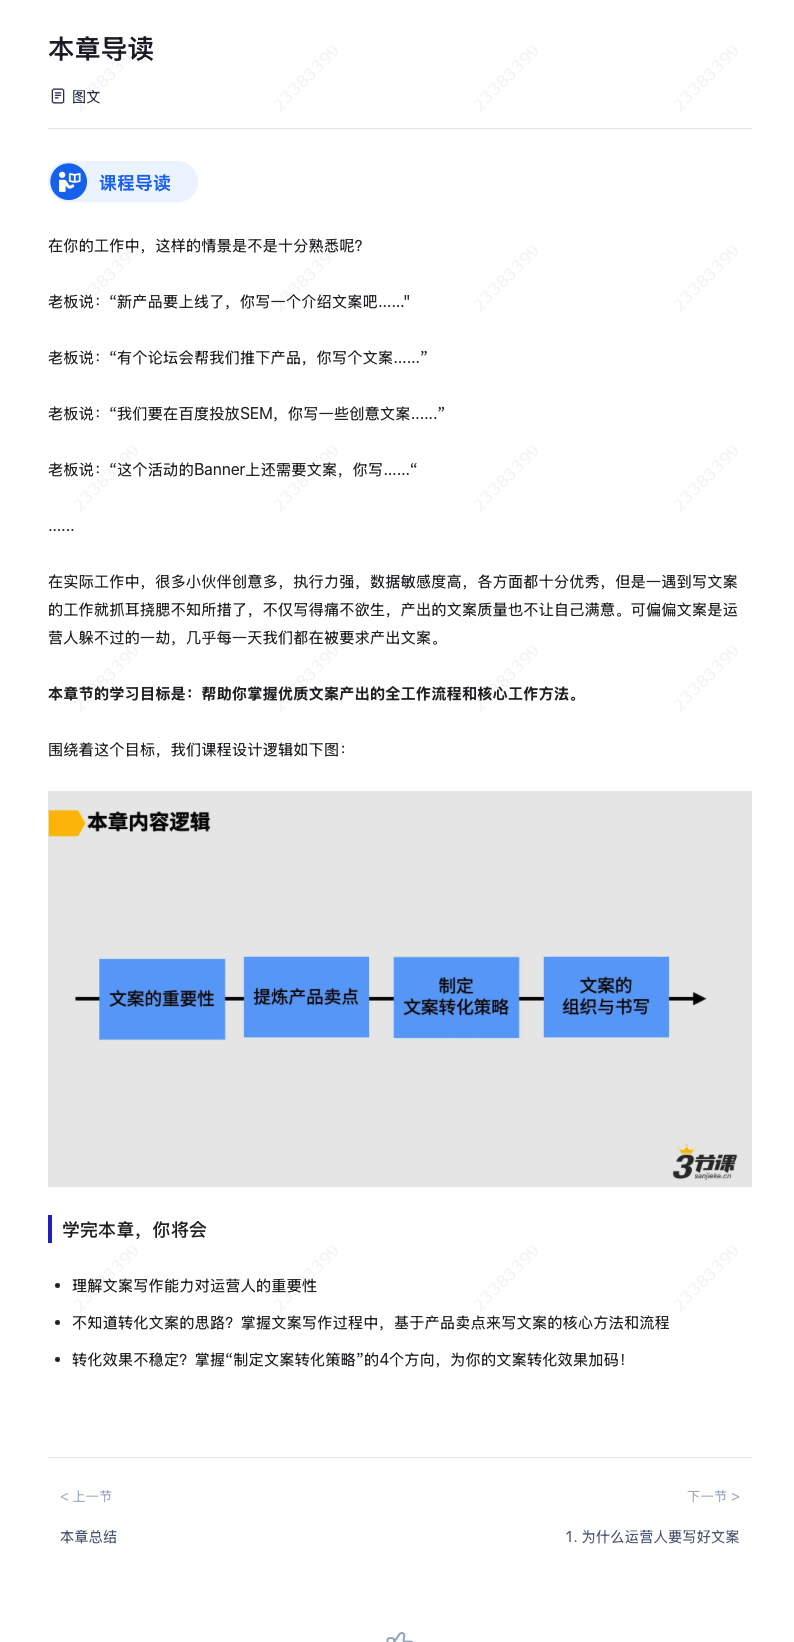 本章导读
图文
课程导读
在你的工作中，这样的情景是不是十分熟悉呢？
老板说：“新产品要上线了，你写一个介绍文案吧......"
老板说：“有个论坛会帮我们推下产品，你写个文案......”
老板说：“我们要在百度投放SEM，你写一些创意文案......”
老板说：“这个活动的Banner上还需要文案，你写......“
......
在实际工作中，很多小伙伴创意多，执行力强，数据敏感度高，各方面都十分优秀，但是一遇到写文案
的工作就抓耳挠腮不知所措了，不仅写得痛不欲生，产出的文案质量也不让自己满意。可偏偏文案是运
营人躲不过的一劫，几乎每一天我们都在被要求产出文案。
本章节的学习目标是：帮助你掌握优质文案产出的全工作流程和核心工作方法。
围绕着这个目标，我们课程设计逻辑如下图：
本章内容逻辑
文案的重要性
提炼产品卖点
制定
文案转化策略
文案的
组织与书写
3节课
sanjieke.cn
学完本章，你将会
• 理解文案写作能力对运营人的重要性
• 不知道转化文案的思路？掌握文案写作过程中，基于产品卖点来写文案的核心方法和流程
• 转化效果不稳定？掌握“制定文案转化策略”的4个方向，为你的文案转化效果加码！
< 上一节
下一节 >
本章总结
1. 为什么运营人要写好文案
23383399